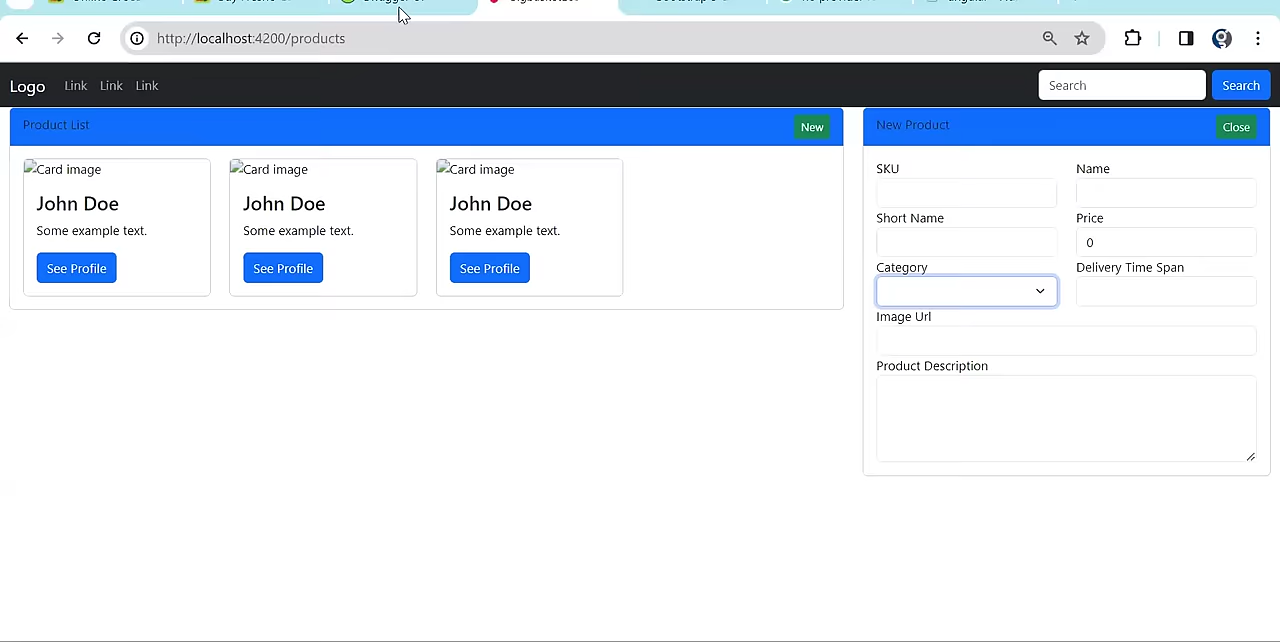 http://localhost:4200/products
Logo Link Link Link Search Search
Product List New
New Product Close
Card image Card image Card image
John Doe John Doe John Doe
Some example text. Some example text. Some example text.
See Profile See Profile See Profile
SKU Name
Short Name Price
0
Category Delivery Time Span
Image Url
Product Description